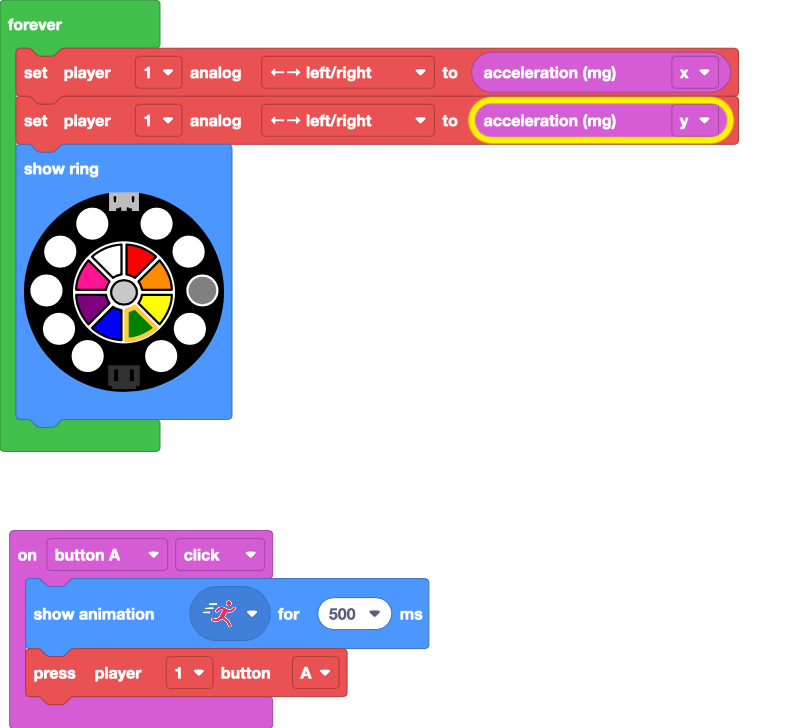 forever
set player 1 analog ←→ left/right to acceleration (mg) x
set player 1 analog ←→ left/right to acceleration (mg) y
show ring
on button A click
show animation for 500 ms
press player 1 button A